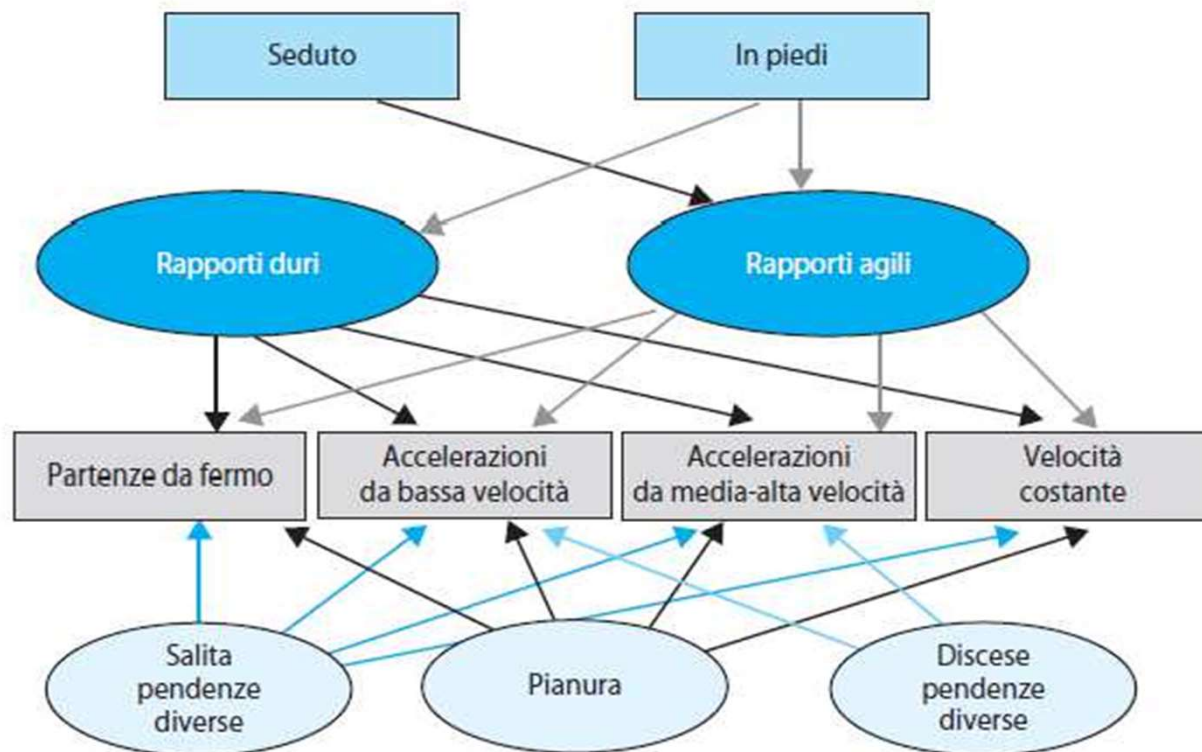 Seduto
In piedi
Rapporti duri
Rapporti agili
Partenze da fermo
Accelerazioni
da bassa velocità
Accelerazioni
da media-alta velocità
Velocità
costante
Salita
pendenze
diverse
Pianura
Discese
pendenze
diverse